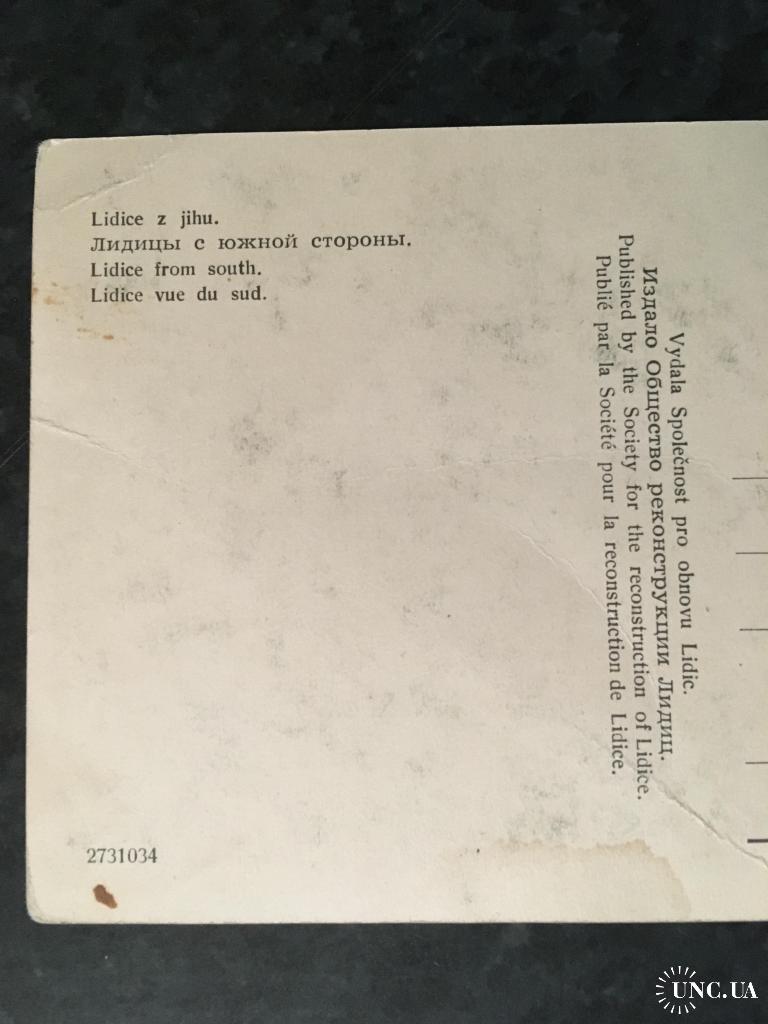 Lidice z jihu.
Лидицы с южной стороны.
Lidice from south.
Lidice vue du sud.
Vydala Společnost pro obnovu Lidic.
Издало Общество реконструкции Лидиц.
Published by the Society for the reconstruction of Lidice.
Publié par la Société pour la reconstruction de Lidice.
2731034
UNC.UA